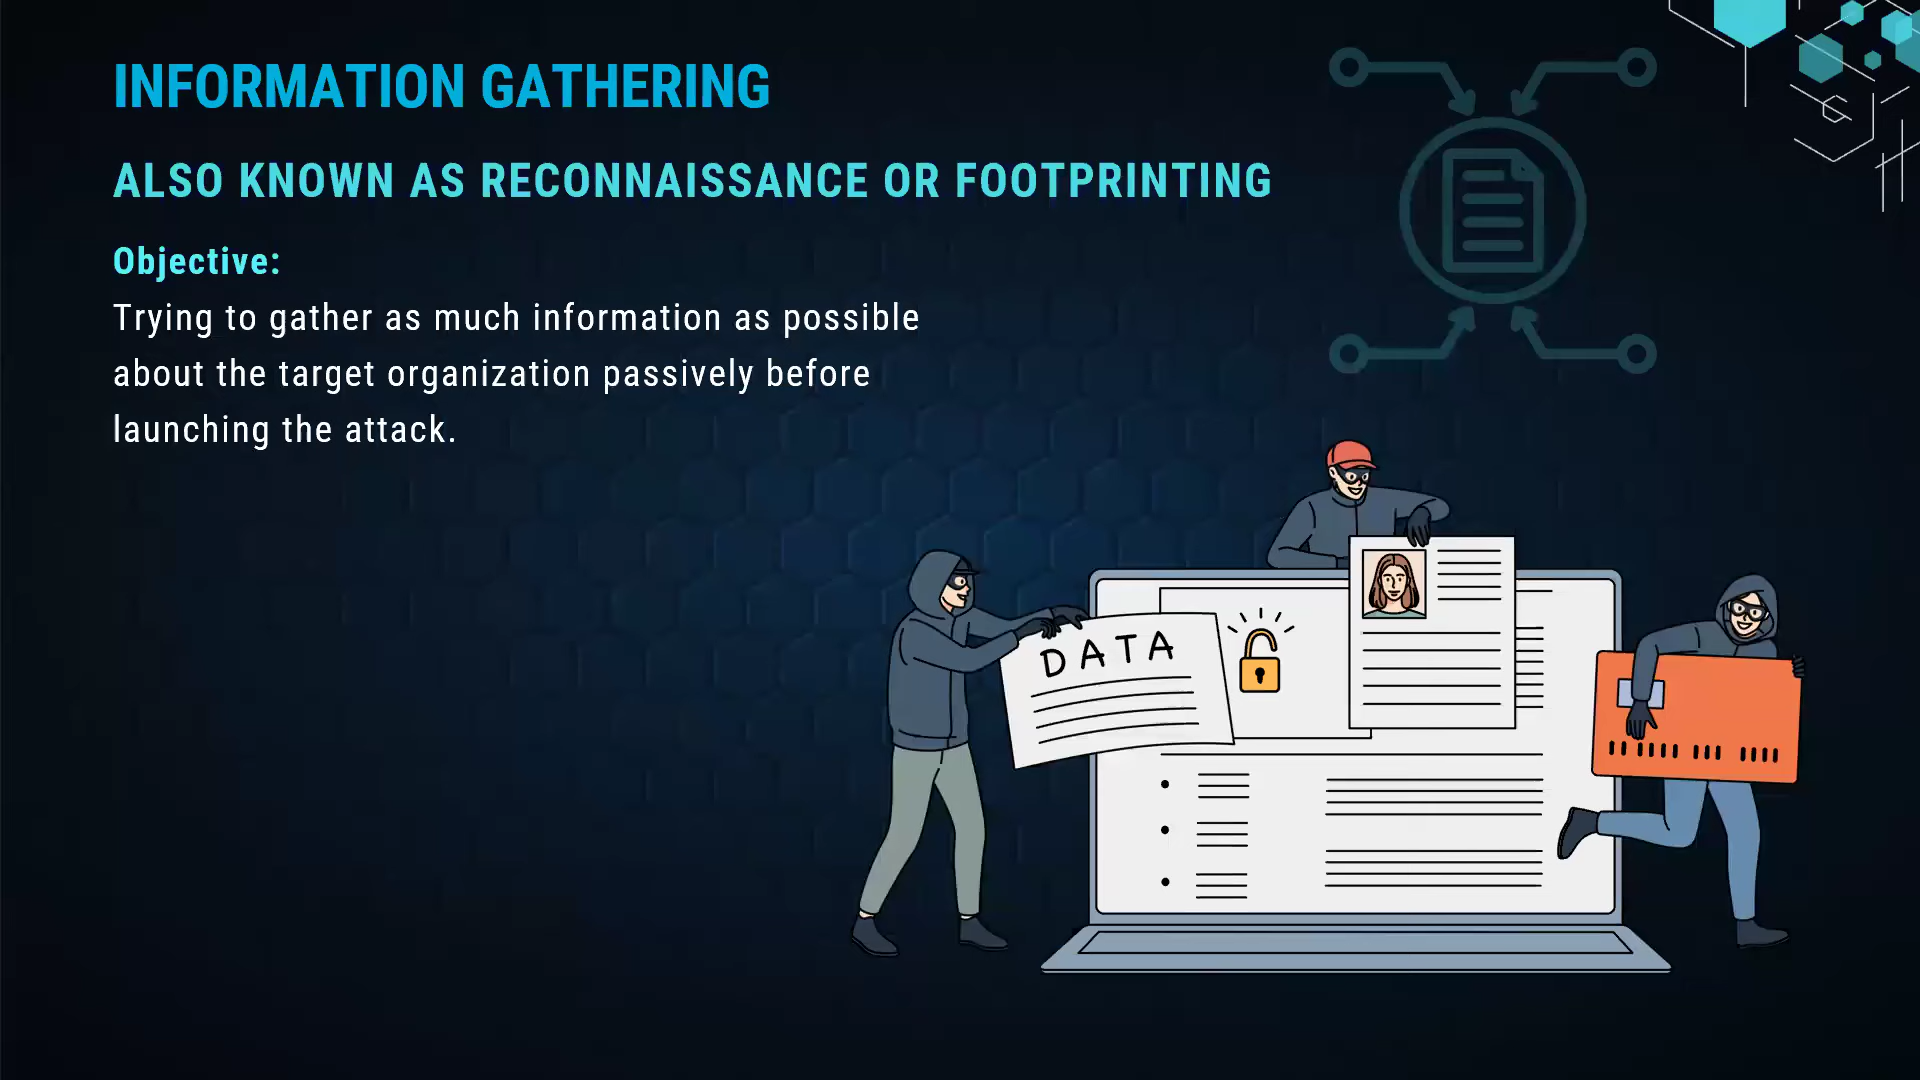 INFORMATION GATHERING
ALSO KNOWN AS RECONNAISSANCE OR FOOTPRINTING
Objective:
Trying to gather as much information as possible
about the target organization passively before
launching the attack.
DATA